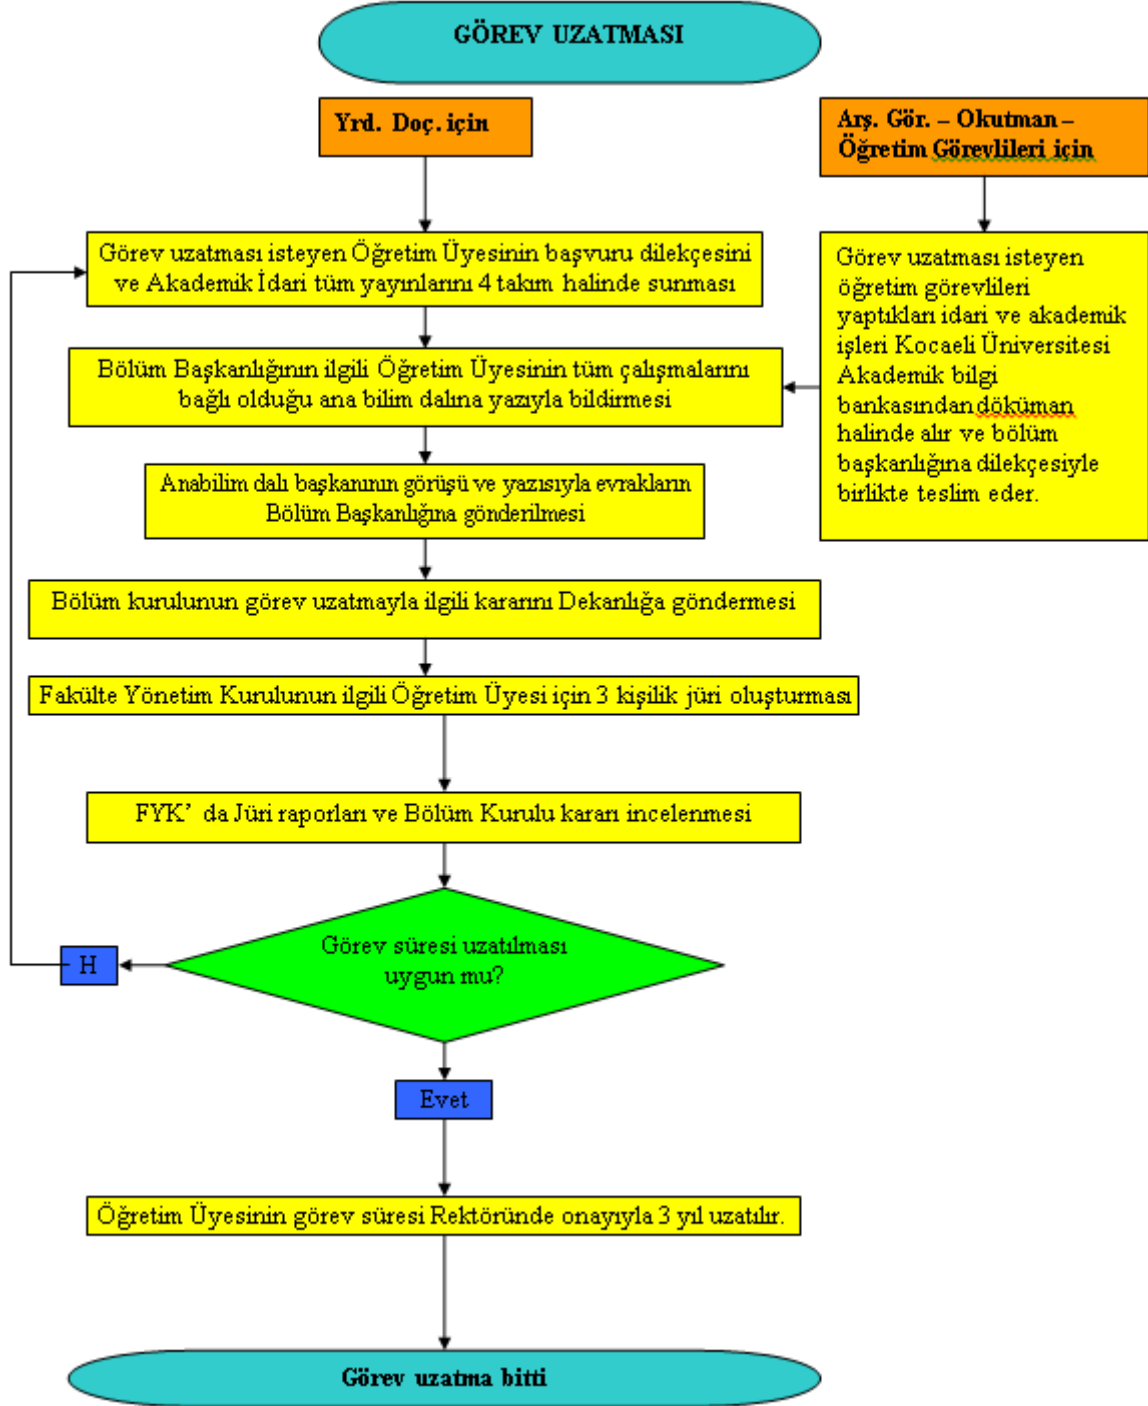 GÖREV UZATMASI
Yrd. Doç. için
Arş. Gör. – Okutman –
Öğretim Görevlileri için
Görev uzatması isteyen Öğretim Üyesinin başvuru dilekçesini
ve Akademik İdari tüm yayınlarını 4 takım halinde sunması
Görev uzatması isteyen
öğretim görevlileri
yaptıkları idari ve akademik
işleri Kocaeli Üniversitesi
Akademik bilgi
bankasından döküman
halinde alır ve bölüm
başkanlığına dilekçesiyle
birlikte teslim eder.
Bölüm Başkanlığının ilgili Öğretim Üyesinin tüm çalışmalarını
bağlı olduğu ana bilim dalına yazıyla bildirmesi
Anabilim dalı başkanının görüşü ve yazısıyla evrakların
Bölüm Başkanlığına gönderilmesi
Bölüm kurulunun görev uzatmayla ilgili kararını Dekanlığa göndermesi
Fakülte Yönetim Kurulunun ilgili Öğretim Üyesi için 3 kişilik jüri oluşturması
FYK’ da Jüri raporları ve Bölüm Kurulu kararı incelenmesi
Görev süresi uzatılması
uygun mu?
H
Evet
Öğretim Üyesinin görev süresi Rektöründe onayıyla 3 yıl uzatılır.
Görev uzatma bitti